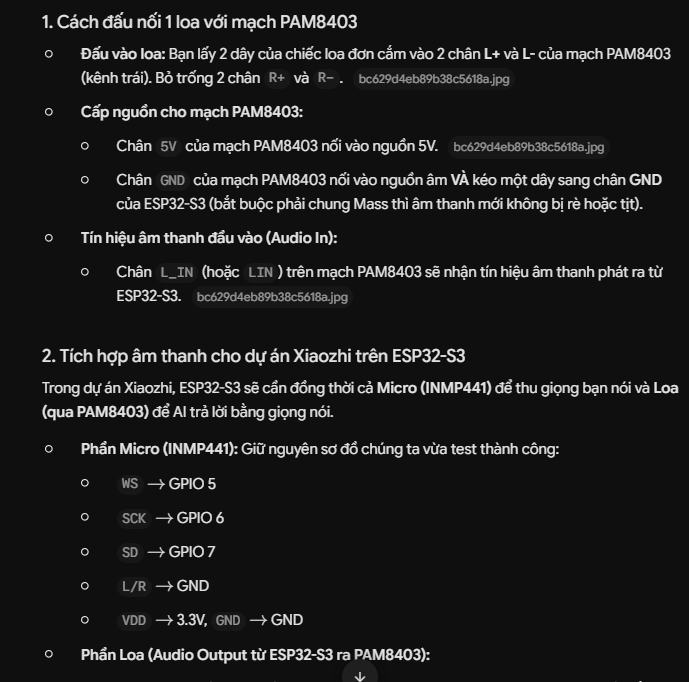 1. Cách đấu nối 1 loa với mạch PAM8403
Đấu vào loa: Bạn lấy 2 dây của chiếc loa đơn cắm vào 2 chân L+ và L- của mạch PAM8403
(kênh trái). Bỏ trống 2 chân R+ và R- . bc629d4eb89b38c5618a.jpg
Cấp nguồn cho mạch PAM8403:
Chân 5V của mạch PAM8403 nối vào nguồn 5V. bc629d4eb89b38c5618a.jpg
Chân GND của mạch PAM8403 nối vào nguồn âm VÀ kéo một dây sang chân GND
của ESP32-S3 (bắt buộc phải chung Mass thì âm thanh mới không bị rè hoặc tịt).
Tín hiệu âm thanh đầu vào (Audio In):
Chân L_IN (hoặc LIN ) trên mạch PAM8403 sẽ nhận tín hiệu âm thanh phát ra từ
ESP32-S3. bc629d4eb89b38c5618a.jpg
2. Tích hợp âm thanh cho dự án Xiaozhi trên ESP32-S3
Trong dự án Xiaozhi, ESP32-S3 sẽ cần đồng thời cả Micro (INMP441) để thu giọng bạn nói và Loa
(qua PAM8403) để AI trả lời bằng giọng nói.
Phần Micro (INMP441): Giữ nguyên sơ đồ chúng ta vừa test thành công:
WS → GPIO 5
SCK → GPIO 6
SD → GPIO 7
L/R → GND
VDD → 3.3V, GND → GND
Phần Loa (Audio Output từ ESP32-S3 ra PAM8403):